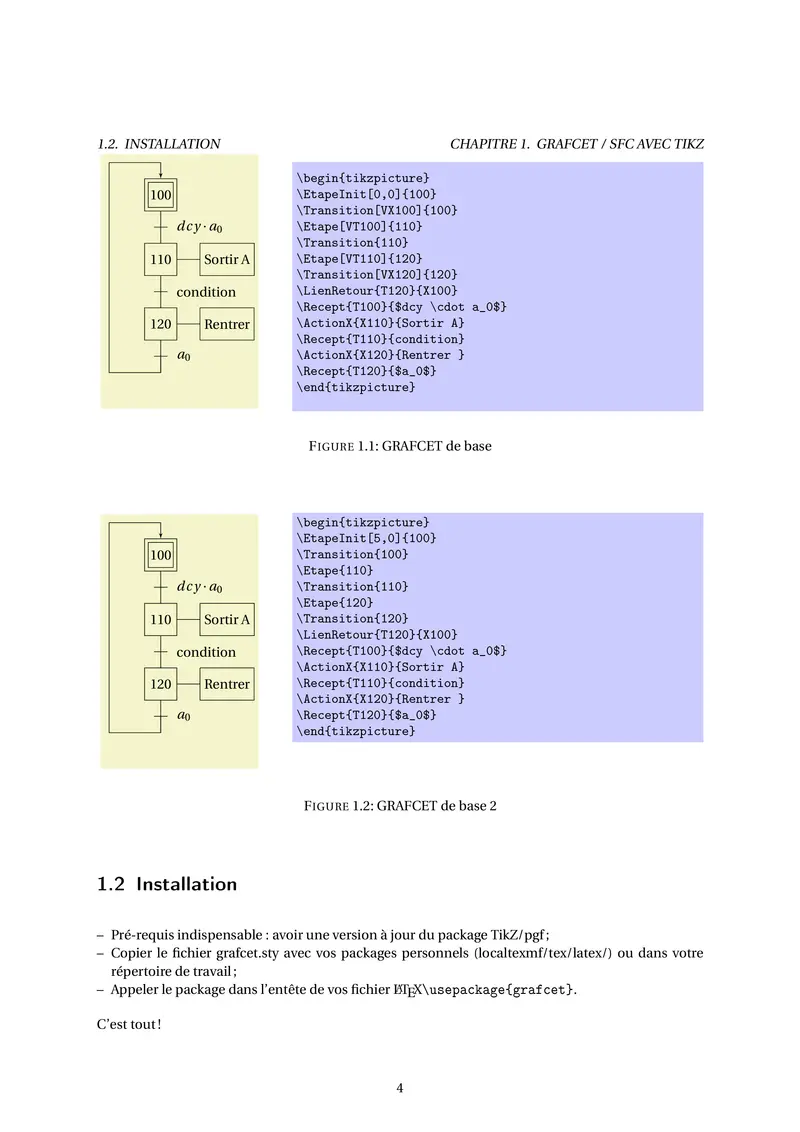 1.2. INSTALLATION CHAPITRE 1. GRAFCET / SFC AVEC TIKZ
100
dcy · a0
110 Sortir A
condition
120 Rentrer
a0
\begin{tikzpicture}
\EtapeInit[0,0]{100}
\Transition[VX100]{100}
\Etape[VT100]{110}
\Transition{110}
\Etape[VT110]{120}
\Transition[VX120]{120}
\LienRetour{T120}{X100}
\Recept{T100}{$dcy \cdot a_0$}
\ActionX{X110}{Sortir A}
\Recept{T110}{condition}
\ActionX{X120}{Rentrer }
\Recept{T120}{$a_0$}
\end{tikzpicture}
FIGURE 1.1: GRAFCET de base
100
dcy · a0
110 Sortir A
condition
120 Rentrer
a0
\begin{tikzpicture}
\EtapeInit[5,0]{100}
\Transition{100}
\Etape{110}
\Transition{110}
\Etape{120}
\Transition{120}
\LienRetour{T120}{X100}
\Recept{T100}{$dcy \cdot a_0$}
\ActionX{X110}{Sortir A}
\Recept{T110}{condition}
\ActionX{X120}{Rentrer }
\Recept{T120}{$a_0$}
\end{tikzpicture}
FIGURE 1.2: GRAFCET de base 2
1.2 Installation
– Pré-requis indispensable : avoir une version à jour du package TikZ/pgf ;
– Copier le fichier grafcet.sty avec vos packages personnels (localtexmf/tex/latex/) ou dans votre
répertoire de travail ;
– Appeler le package dans l'entête de vos fichier LATEX\usepackage{grafcet}.
C'est tout !
4